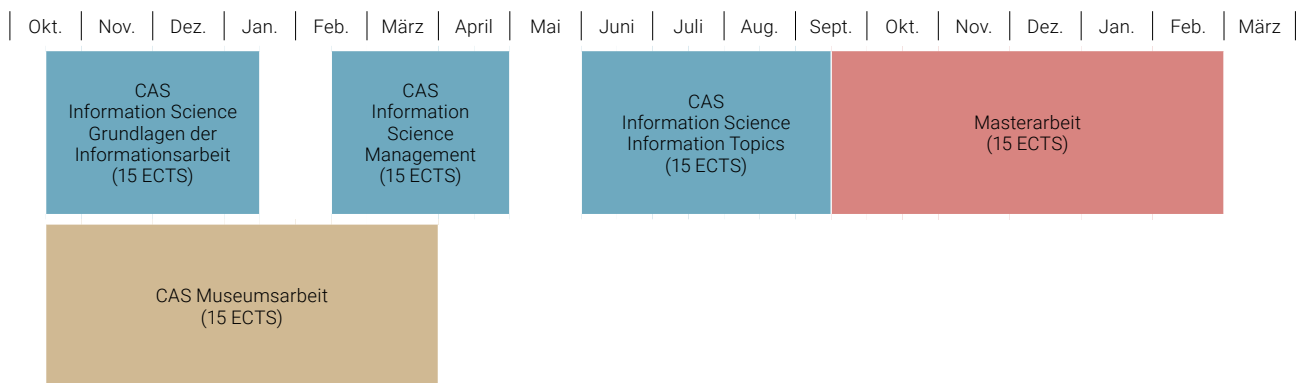 Okt. Nov. Dez. Jan. Feb. März April Mai Juni Juli Aug. Sept. Okt. Nov. Dez. Jan. Feb. März
CAS
Information Science
Grundlagen der
Informationsarbeit
(15 ECTS)
CAS
Information
Science
Management
(15 ECTS)
CAS
Information Science
Information Topics
(15 ECTS)
Masterarbeit
(15 ECTS)
CAS Museumsarbeit
(15 ECTS)